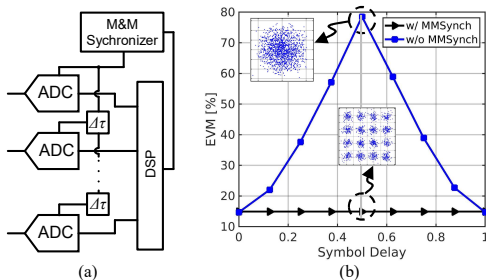 (a)
M&M
Sychronizer
ADC
Δτ
ADC
Δτ
ADC
DSP
80
70
60
50
40
30
20
10
EVM [%]
w/ MMSynch
w/o MMSynch
0
0.2
0.4
0.6
0.8
1
Symbol Delay
(a)
(b)